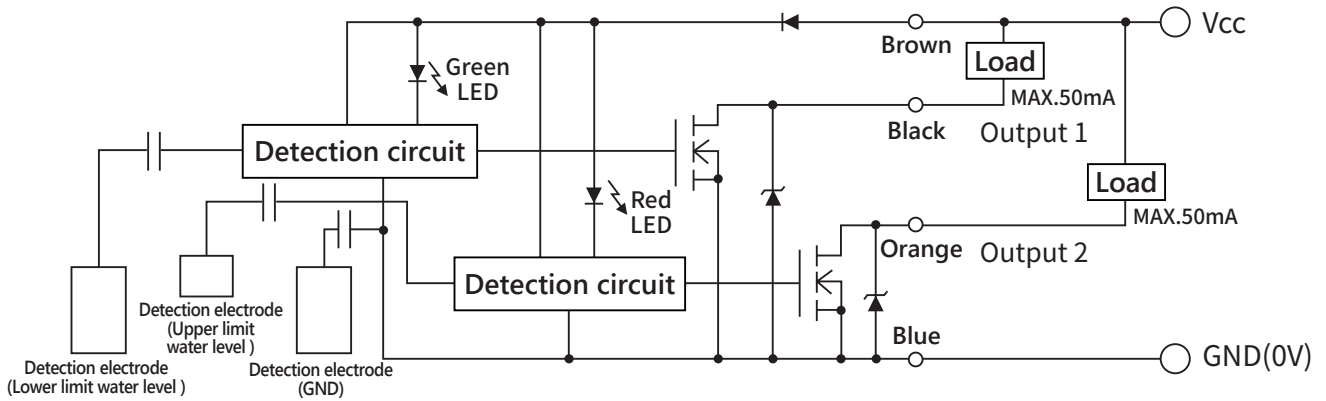 Vcc
Brown
Load
MAX.50mA
Green
LED
Black
Output 1
Detection circuit
Load
MAX.50mA
Red
LED
Orange
Output 2
Detection circuit
Detection electrode
(Upper limit
water level )
Blue
GND(0V)
Detection electrode
(Lower limit water level )
Detection electrode
(GND)